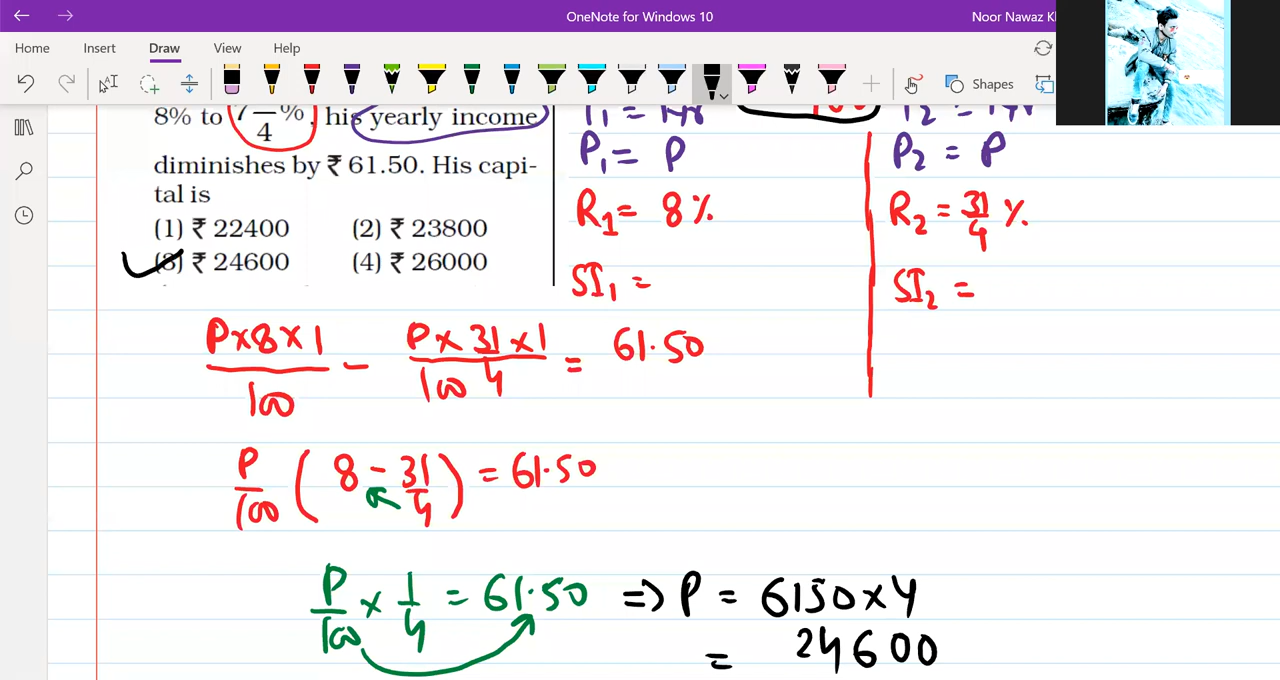 OneNote for Windows 10
Noor Nawaz Kh
Home Insert Draw View Help
Shapes
8% to 7 3/4 %, his yearly income
diminishes by ₹ 61.50. His capi-
tal is
(1) ₹ 22400 (2) ₹ 23800
(3) ₹ 24600 (4) ₹ 26000
P₁ = P
R₁ = 8 %
SI₁ =
P₂ = P
R₂ = 31/4 %
SI₂ =
P×8×1/100 − P×31×1/100 4 = 61.50
P/100 ( 8 − 31/4 ) = 61.50
P/100 × 1/4 = 61.50 ⇒ P = 6150×4
= 24600